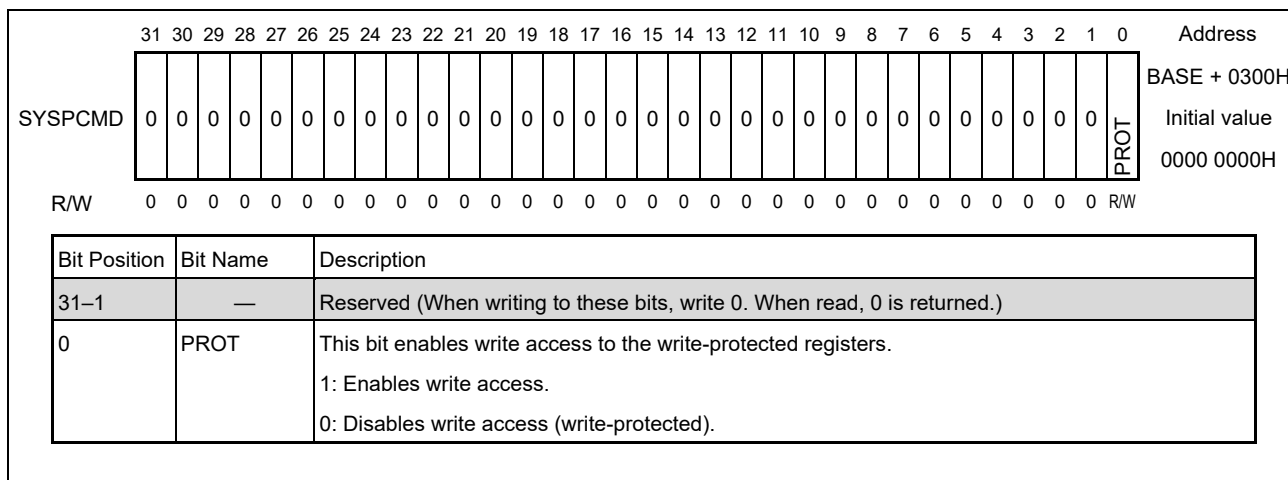 31 30 29 28 27 26 25 24 23 22 21 20 19 18 17 16 15 14 13 12 11 10 9 8 7 6 5 4 3 2 1 0 Address
BASE + 0300H
SYSPCMD 0 0 0 0 0 0 0 0 0 0 0 0 0 0 0 0 0 0 0 0 0 0 0 0 0 0 0 0 0 0 0 PROT Initial value
0000 0000H
R/W 0 0 0 0 0 0 0 0 0 0 0 0 0 0 0 0 0 0 0 0 0 0 0 0 0 0 0 0 0 0 0 R/W
Bit Position Bit Name Description
31–1 — Reserved (When writing to these bits, write 0. When read, 0 is returned.)
0 PROT This bit enables write access to the write-protected registers.
1: Enables write access.
0: Disables write access (write-protected).